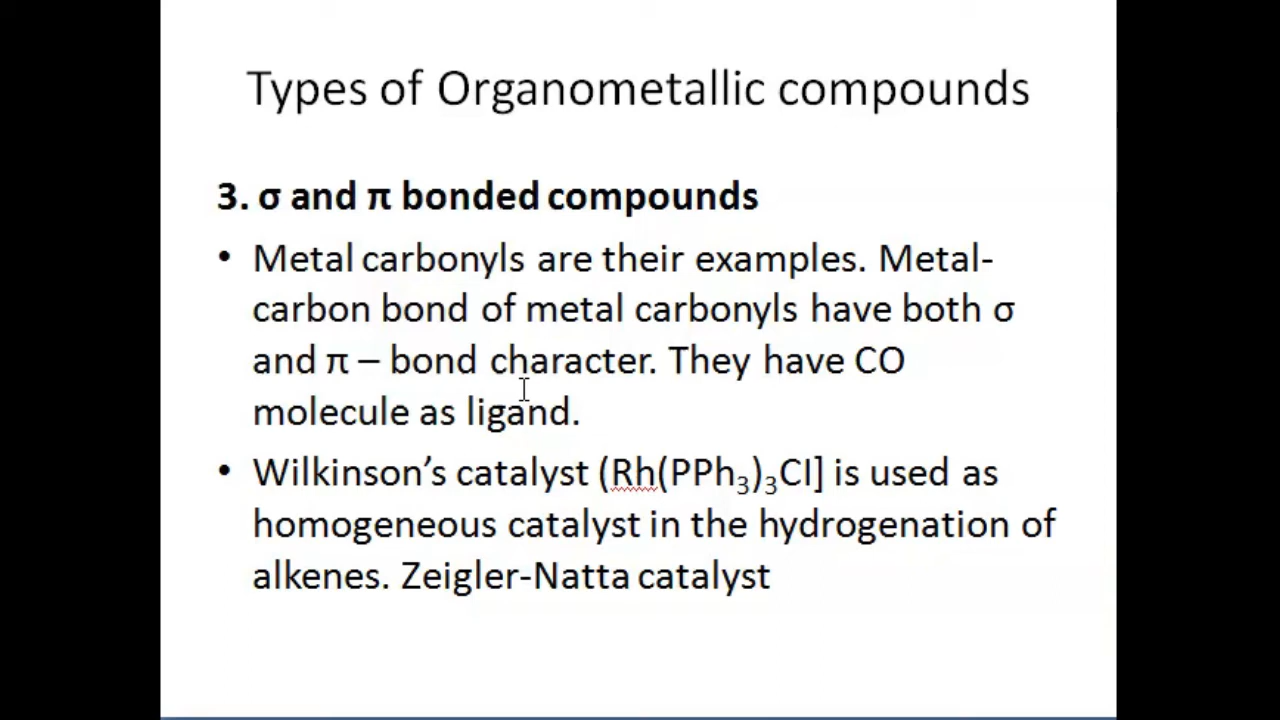 Types of Organometallic compounds
3. σ and π bonded compounds
• Metal carbonyls are their examples. Metal-
carbon bond of metal carbonyls have both σ
and π – bond character. They have CO
molecule as ligand.
• Wilkinson’s catalyst (Rh(PPh₃)₃CI] is used as
homogeneous catalyst in the hydrogenation of
alkenes. Zeigler-Natta catalyst